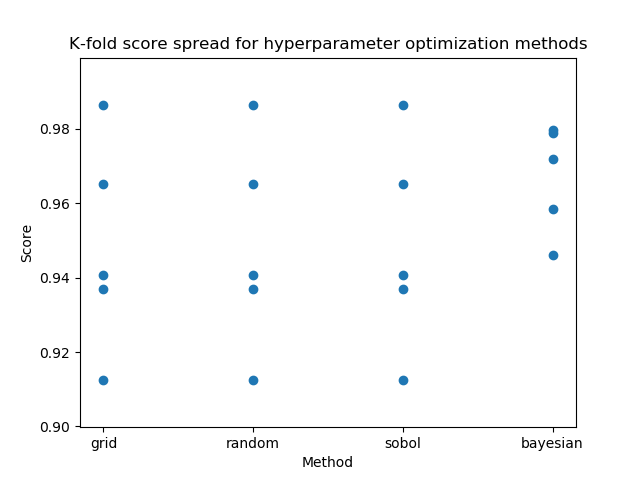 K-fold score spread for hyperparameter optimization methods
0.98
0.96
0.94
0.92
0.90
Score
grid random sobol bayesian
Method